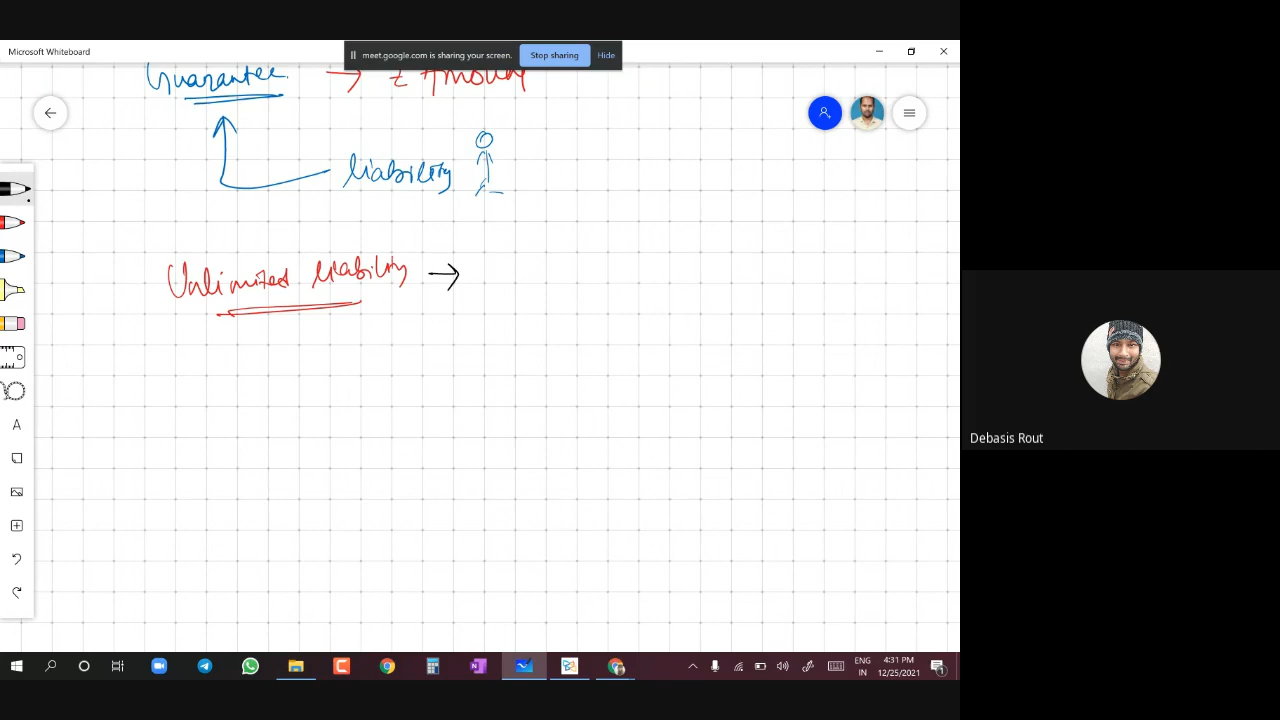 Microsoft Whiteboard
meet.google.com is sharing your screen. Stop sharing Hide
Guarantee. → ₹ Amount
liability
Unlimited liability →
Debasis Rout
A
ENG
IN
4:31 PM
12/25/2021
1